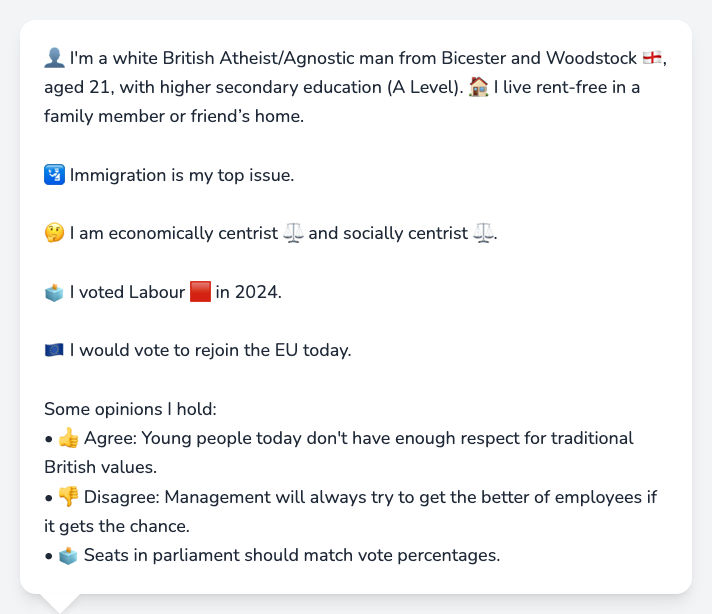 👤 I'm a white British Atheist/Agnostic man from Bicester and Woodstock 🏴󠁧󠁢󠁥󠁮󠁧󠁿,
aged 21, with higher secondary education (A Level). 🏠 I live rent-free in a
family member or friend’s home.
🛂 Immigration is my top issue.
🤔 I am economically centrist ⚖️ and socially centrist ⚖️.
🗳️ I voted Labour 🟥 in 2024.
🇪🇺 I would vote to rejoin the EU today.
Some opinions I hold:
• 👍 Agree: Young people today don't have enough respect for traditional
British values.
• 👎 Disagree: Management will always try to get the better of employees if
it gets the chance.
• 🗳️ Seats in parliament should match vote percentages.